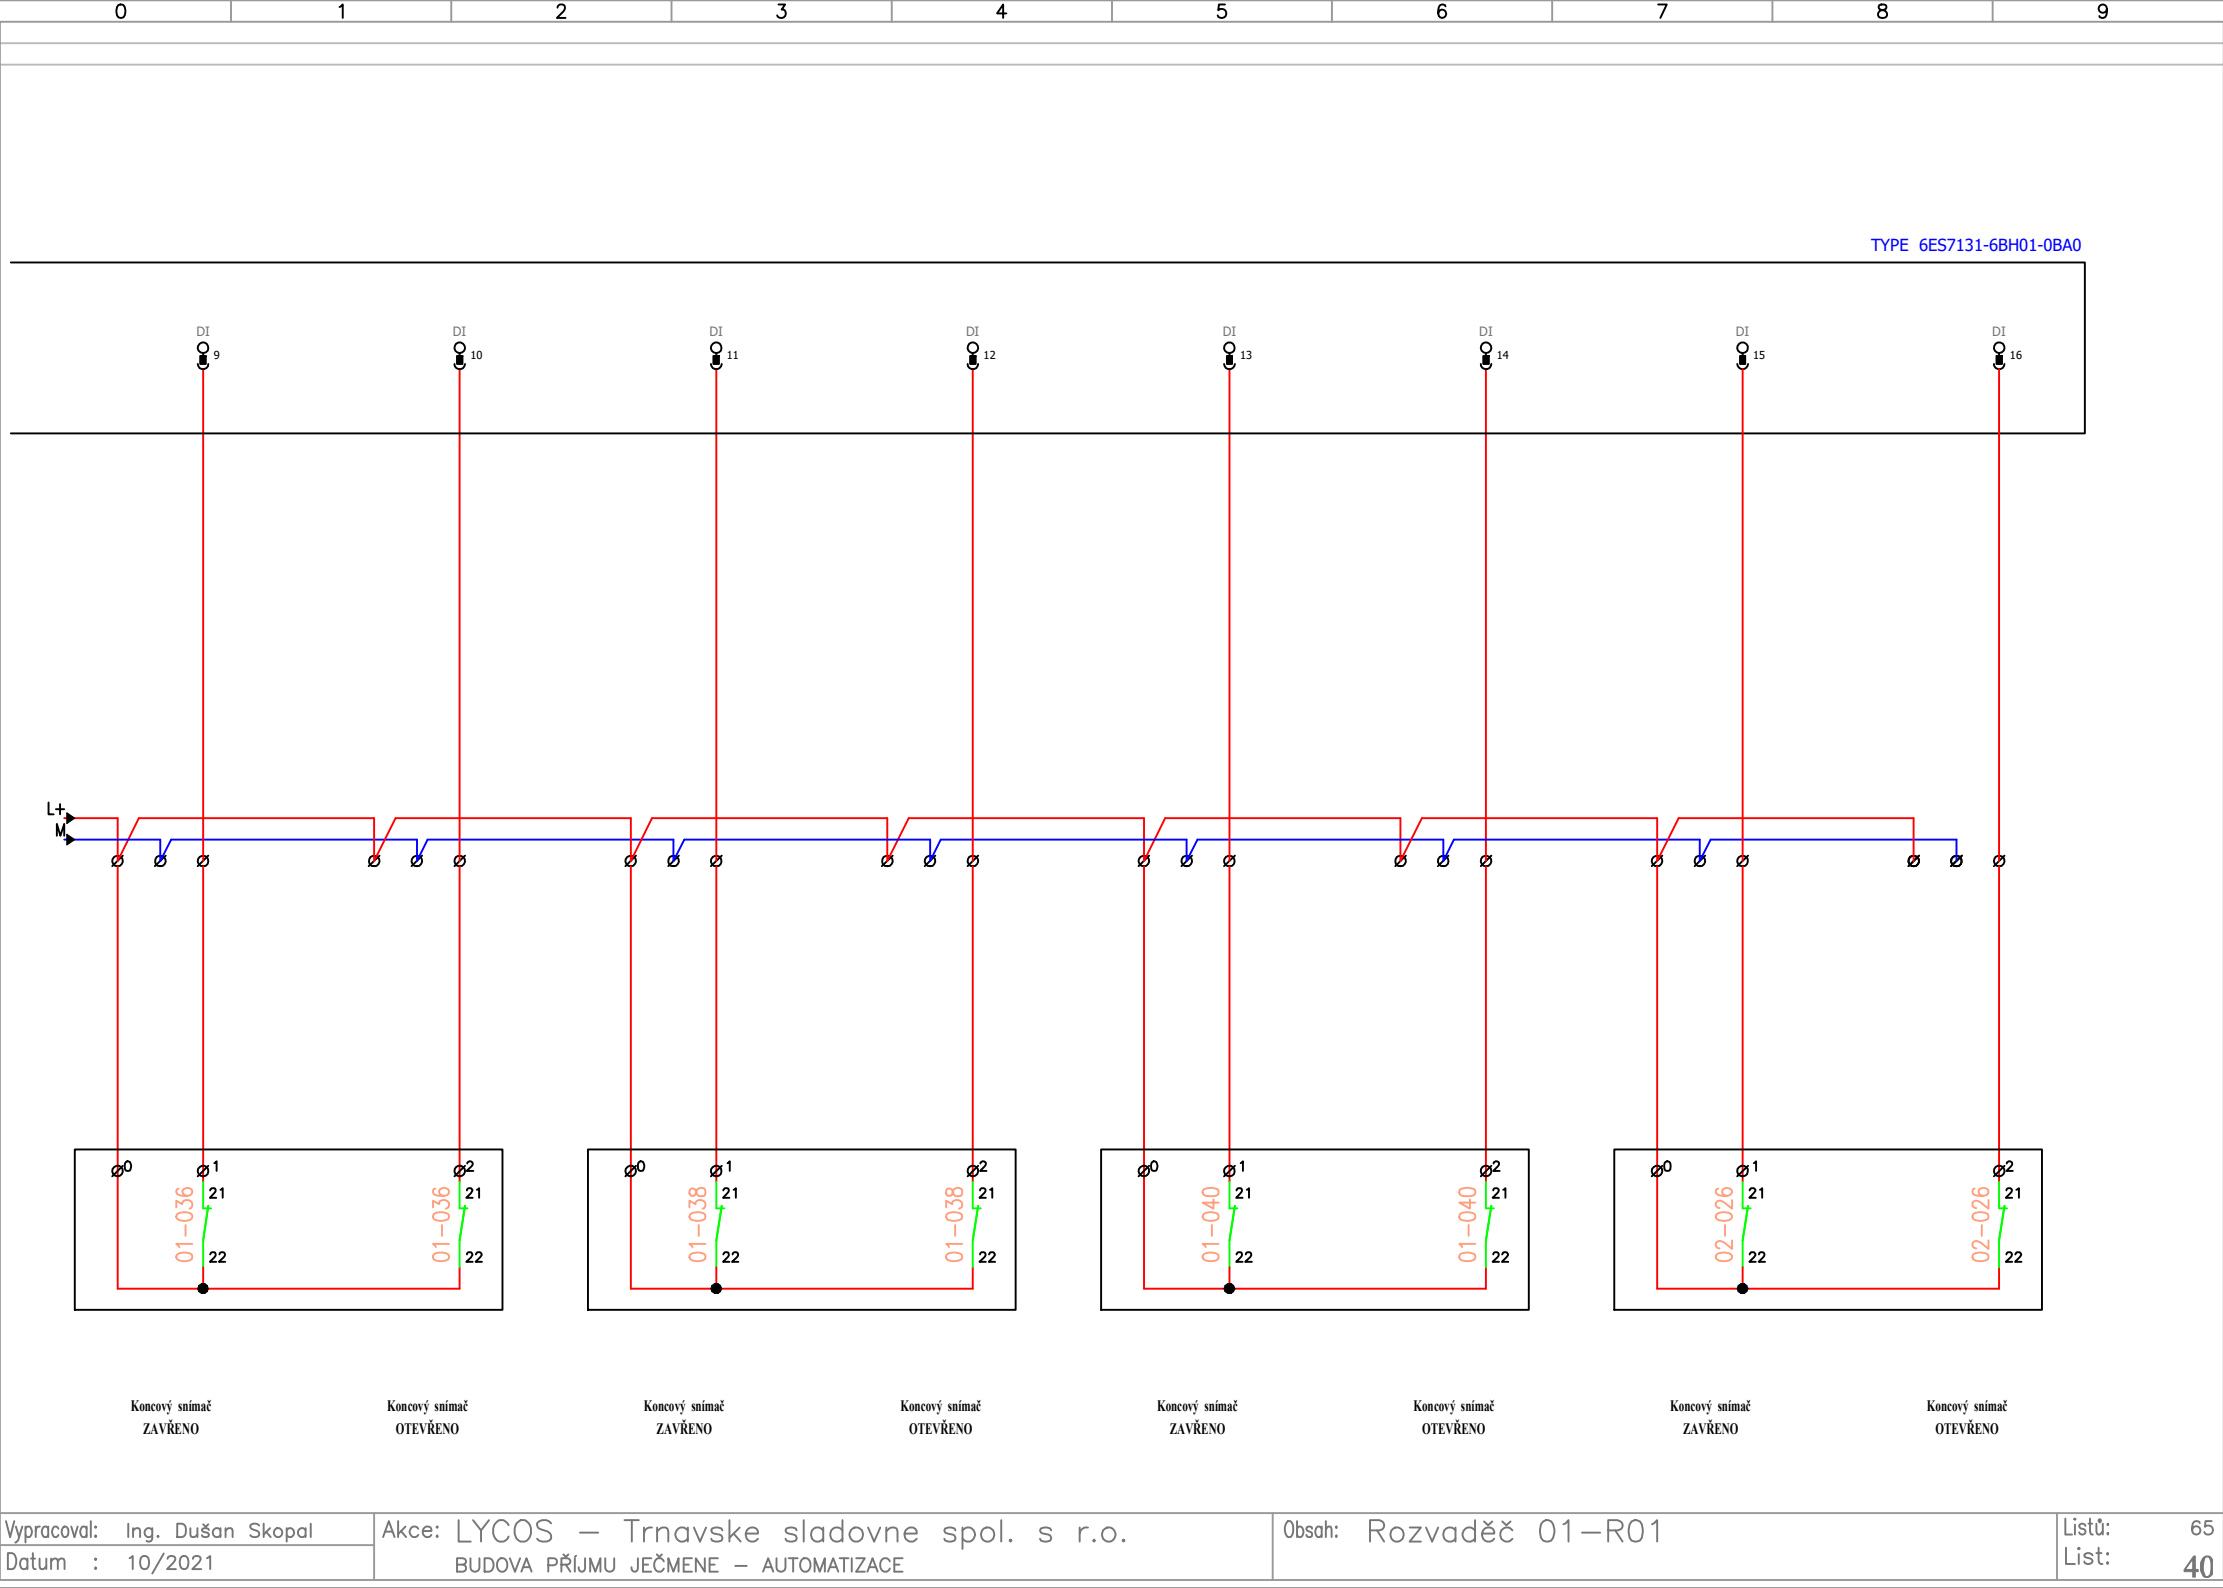 0 1 2 3 4 5 6 7 8 9
TYPE 6ES7131-6BH01-0BA0
DI DI DI DI DI DI DI DI
9 10 11 12 13 14 15 16
L+
M
0 1 2 0 1 2 0 1 2 0 1 2
21 21 21 21 21 21 21 21
01-036 01-036 01-038 01-038 01-040 01-040 02-026 02-026
22 22 22 22 22 22 22 22
Koncový snímač Koncový snímač Koncový snímač Koncový snímač Koncový snímač Koncový snímač Koncový snímač Koncový snímač
ZAVŘENO OTEVŘENO ZAVŘENO OTEVŘENO ZAVŘENO OTEVŘENO ZAVŘENO OTEVŘENO
Vypracoval: Ing. Dušan Skopal
Datum : 10/2021
Akce: LYCOS – Trnavske sladovne spol. s r.o.
BUDOVA PŘÍJMU JEČMENE – AUTOMATIZACE
Obsah: Rozvaděč 01-R01
Listů: 65
List: 40